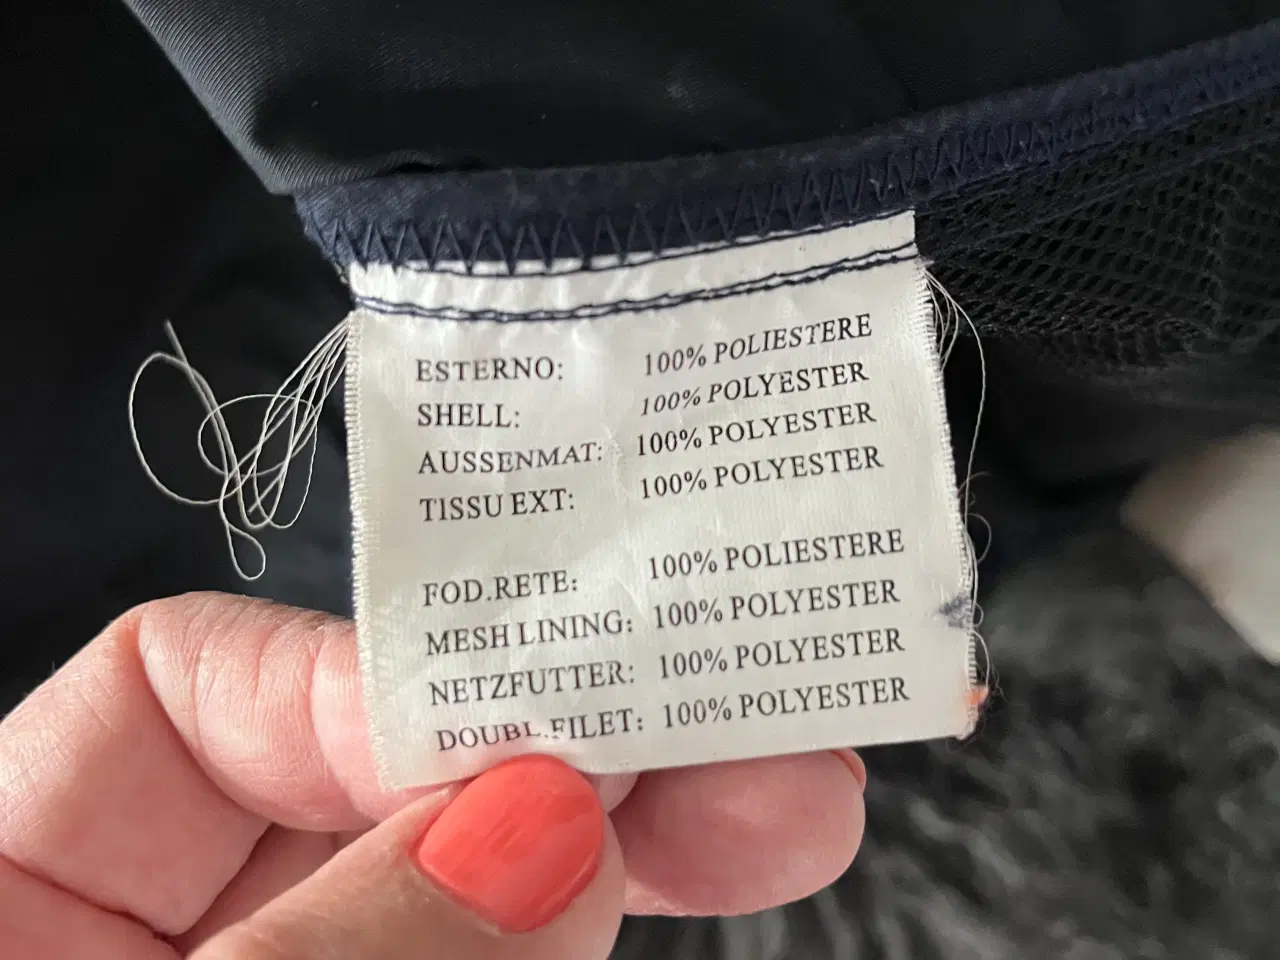 ESTERNO: 100% POLIESTERE
SHELL: 100% POLYESTER
AUSSENMAT: 100% POLYESTER
TISSU EXT: 100% POLYESTER
FOD.RETE: 100% POLIESTERE
MESH LINING: 100% POLYESTER
NETZFUTTER: 100% POLYESTER
DOUBL.FILET: 100% POLYESTER